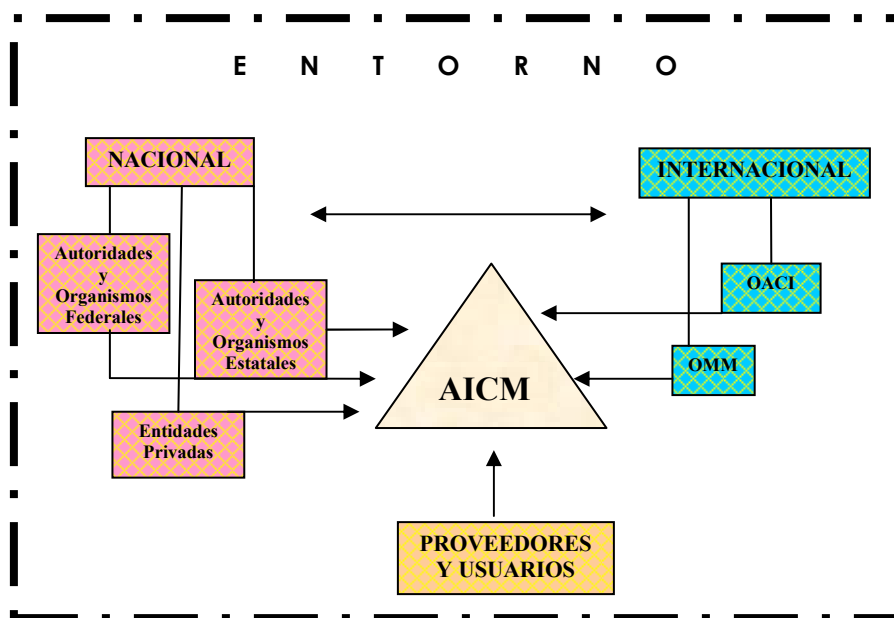 E N T O R N O
NACIONAL
INTERNACIONAL
Autoridades
y
Organismos
Federales
Autoridades
y
Organismos
Estatales
OACI
OMM
AICM
Entidades
Privadas
PROVEEDORES
Y USUARIOS